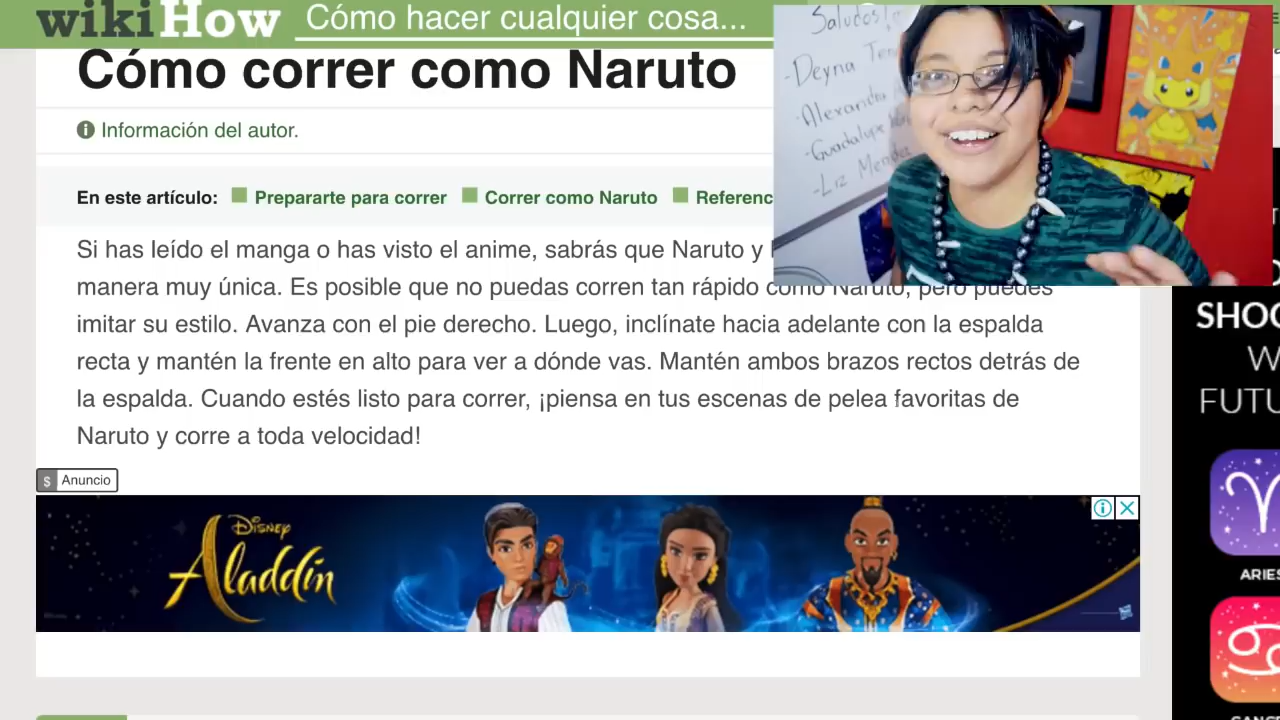 wikiHow Cómo hacer cualquier cosa...
Cómo correr como Naruto
Información del autor.
En este artículo: Prepararte para correr Correr como Naruto
Si has leído el manga o has visto el anime, sabrás que Naruto y
manera muy única. Es posible que no puedas corren tan rápido como Naruto, pero puedes
imitar su estilo. Avanza con el pie derecho. Luego, inclínate hacia adelante con la espalda
recta y mantén la frente en alto para ver a dónde vas. Mantén ambos brazos rectos detrás de
la espalda. Cuando estés listo para correr, ¡piensa en tus escenas de pelea favoritas de
Naruto y corre a toda velocidad!
$ Anuncio
Disney
Aladdin
Saludos!
-Deyna
-Alexandra
-Guadalupe
-Liz Mendez
SHOO
W
FUTU
ARIES